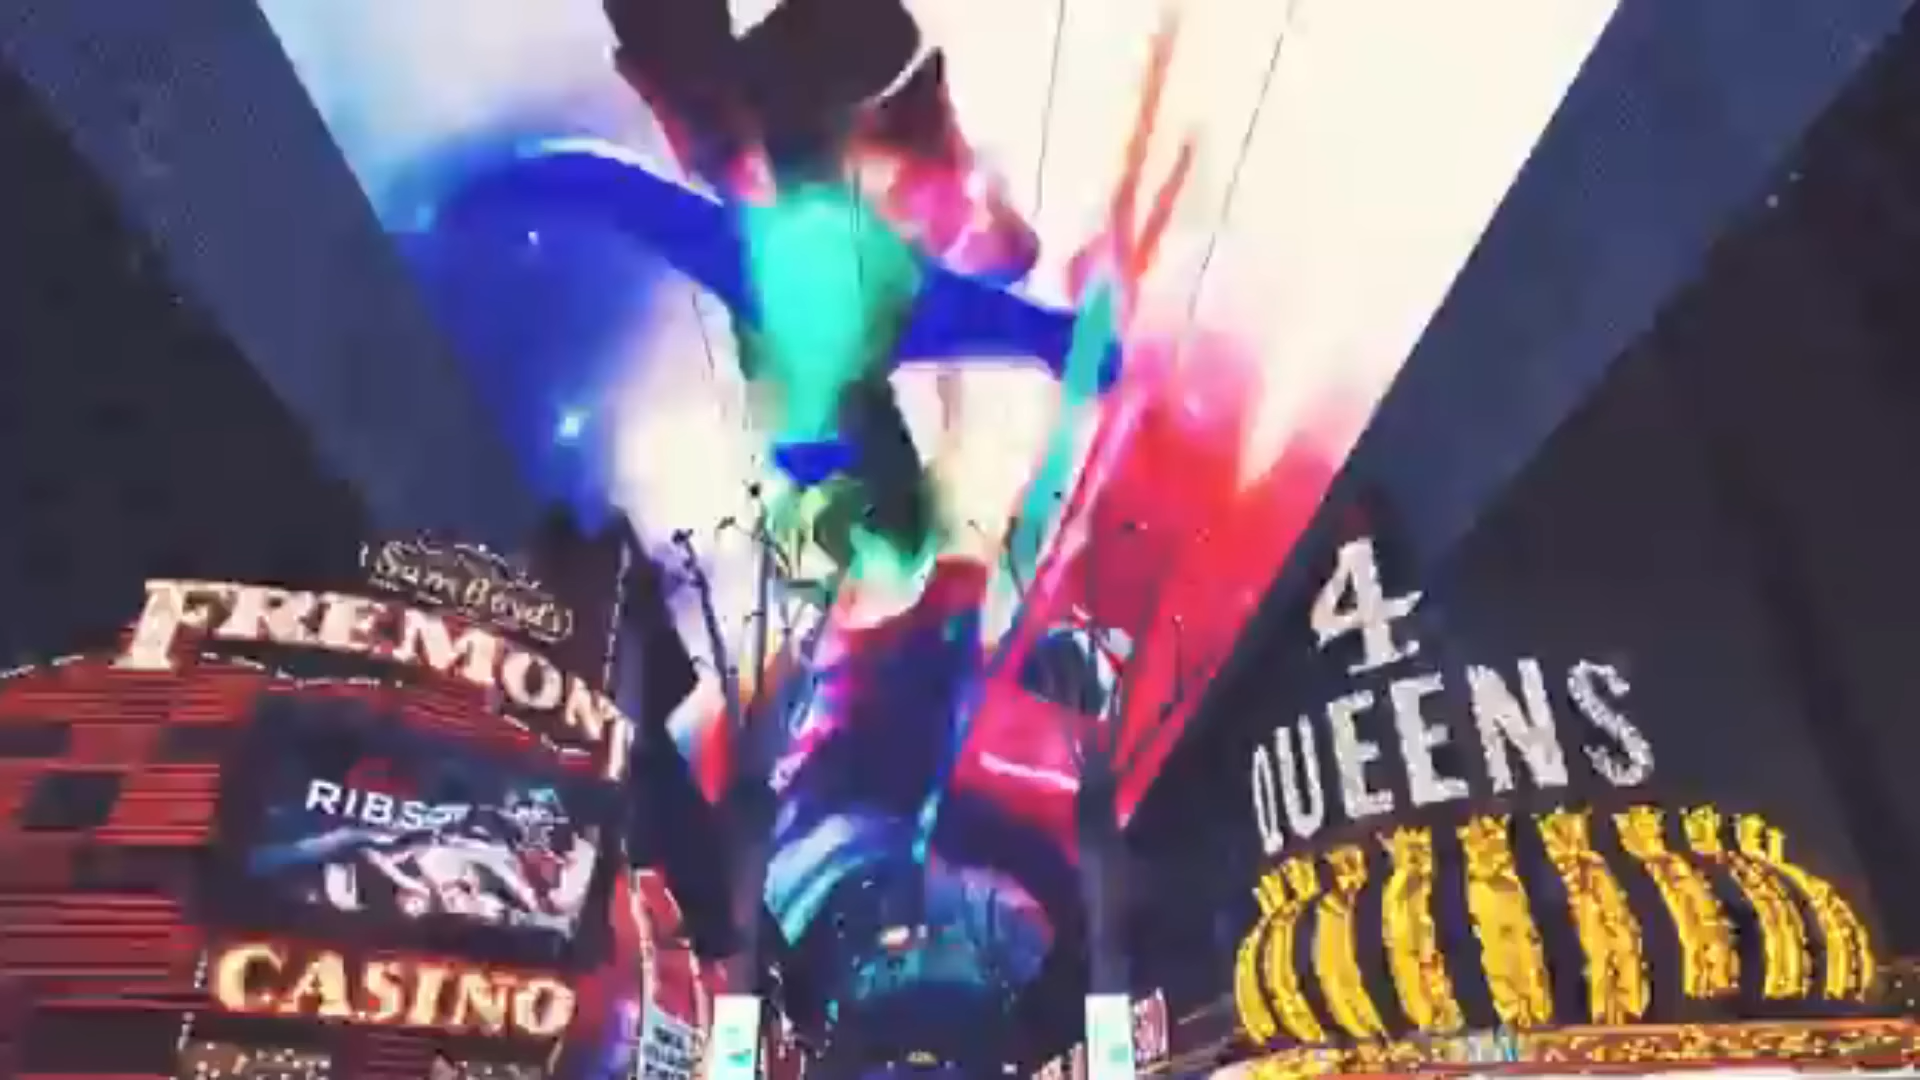 Sam Boyd's
FREMONT
RIBS
CASINO
4
QUEENS